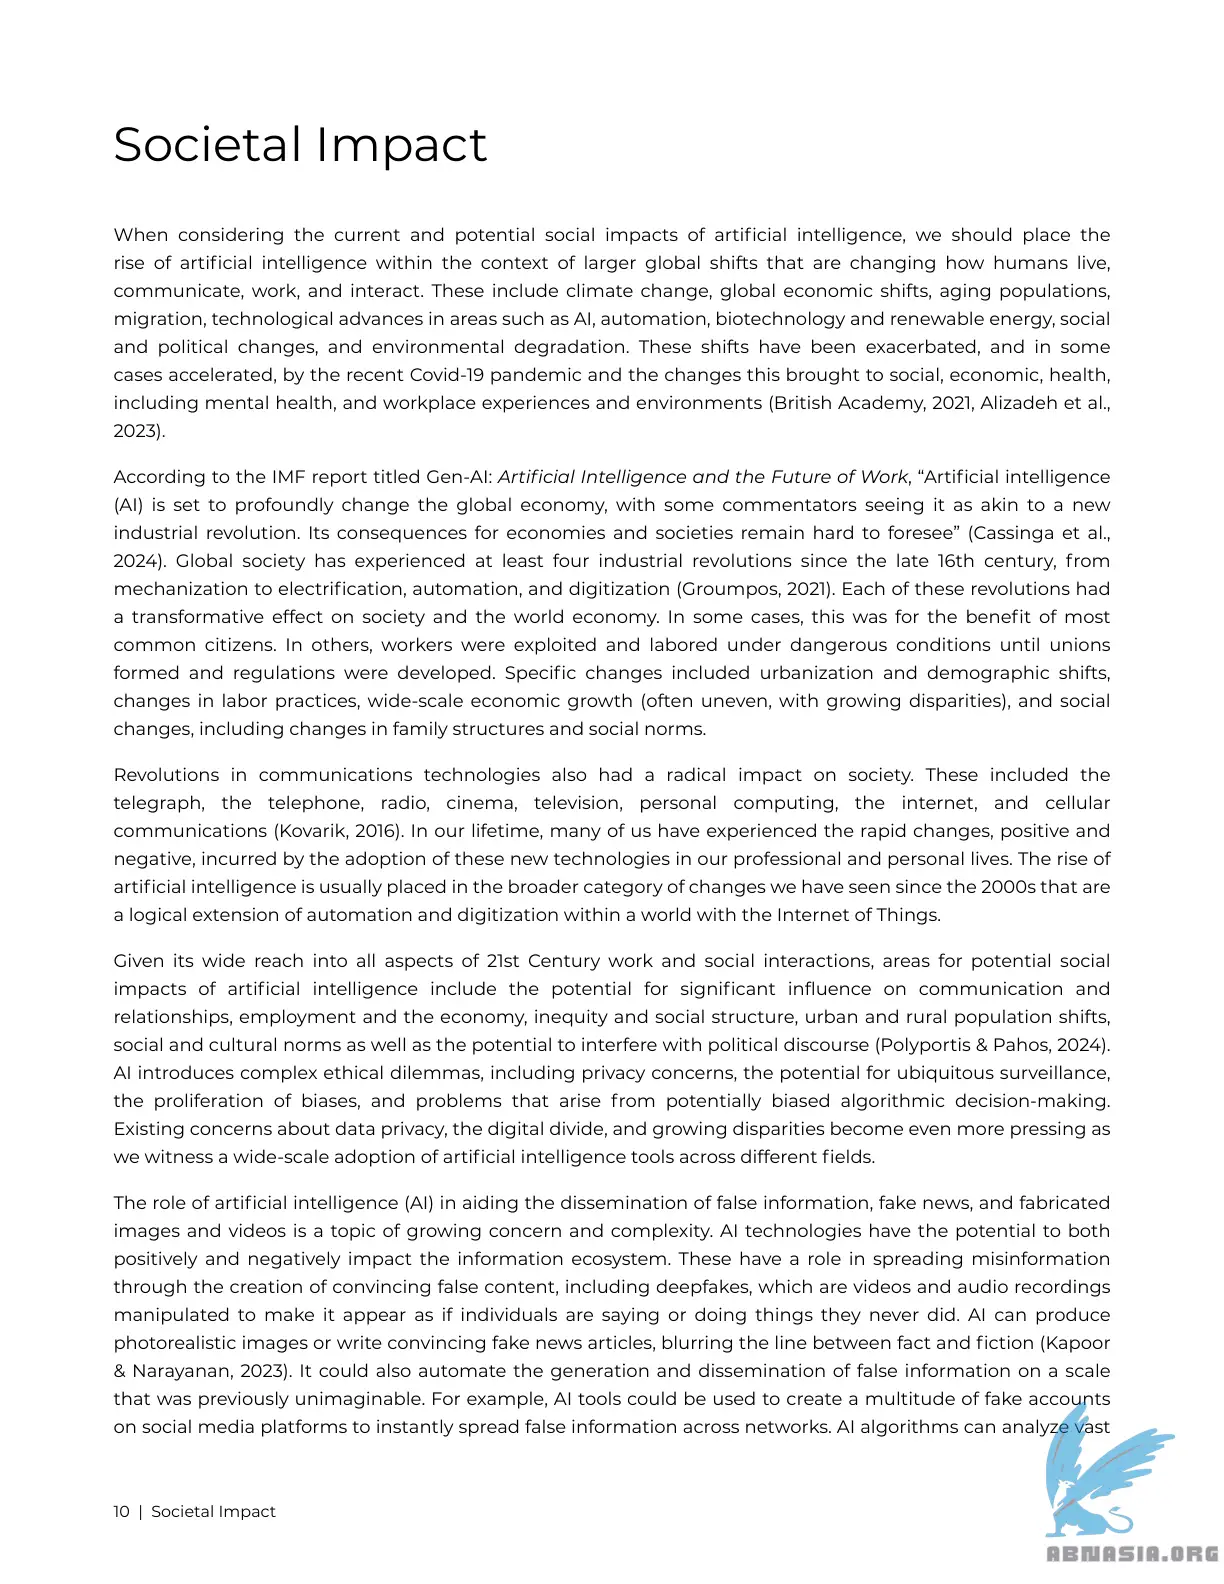 Societal Impact
When considering the current and potential social impacts of artificial intelligence, we should place the
rise of artificial intelligence within the context of larger global shifts that are changing how humans live,
communicate, work, and interact. These include climate change, global economic shifts, aging populations,
migration, technological advances in areas such as AI, automation, biotechnology and renewable energy, social
and political changes, and environmental degradation. These shifts have been exacerbated, and in some
cases accelerated, by the recent Covid-19 pandemic and the changes this brought to social, economic, health,
including mental health, and workplace experiences and environments (British Academy, 2021, Alizadeh et al.,
2023).
According to the IMF report titled Gen-AI: Artificial Intelligence and the Future of Work, “Artificial intelligence
(AI) is set to profoundly change the global economy, with some commentators seeing it as akin to a new
industrial revolution. Its consequences for economies and societies remain hard to foresee” (Cassinga et al.,
2024). Global society has experienced at least four industrial revolutions since the late 16th century, from
mechanization to electrification, automation, and digitization (Groumpos, 2021). Each of these revolutions had
a transformative effect on society and the world economy. In some cases, this was for the benefit of most
common citizens. In others, workers were exploited and labored under dangerous conditions until unions
formed and regulations were developed. Specific changes included urbanization and demographic shifts,
changes in labor practices, wide-scale economic growth (often uneven, with growing disparities), and social
changes, including changes in family structures and social norms.
Revolutions in communications technologies also had a radical impact on society. These included the
telegraph, the telephone, radio, cinema, television, personal computing, the internet, and cellular
communications (Kovarik, 2016). In our lifetime, many of us have experienced the rapid changes, positive and
negative, incurred by the adoption of these new technologies in our professional and personal lives. The rise of
artificial intelligence is usually placed in the broader category of changes we have seen since the 2000s that are
a logical extension of automation and digitization within a world with the Internet of Things.
Given its wide reach into all aspects of 21st Century work and social interactions, areas for potential social
impacts of artificial intelligence include the potential for significant influence on communication and
relationships, employment and the economy, inequity and social structure, urban and rural population shifts,
social and cultural norms as well as the potential to interfere with political discourse (Polyportis & Pahos, 2024).
AI introduces complex ethical dilemmas, including privacy concerns, the potential for ubiquitous surveillance,
the proliferation of biases, and problems that arise from potentially biased algorithmic decision-making.
Existing concerns about data privacy, the digital divide, and growing disparities become even more pressing as
we witness a wide-scale adoption of artificial intelligence tools across different fields.
The role of artificial intelligence (AI) in aiding the dissemination of false information, fake news, and fabricated
images and videos is a topic of growing concern and complexity. AI technologies have the potential to both
positively and negatively impact the information ecosystem. These have a role in spreading misinformation
through the creation of convincing false content, including deepfakes, which are videos and audio recordings
manipulated to make it appear as if individuals are saying or doing things they never did. AI can produce
photorealistic images or write convincing fake news articles, blurring the line between fact and fiction (Kapoor
& Narayanan, 2023). It could also automate the generation and dissemination of false information on a scale
that was previously unimaginable. For example, AI tools could be used to create a multitude of fake accounts
on social media platforms to instantly spread false information across networks. AI algorithms can analyze vast
10 | Societal Impact
ABNASIA.ORG